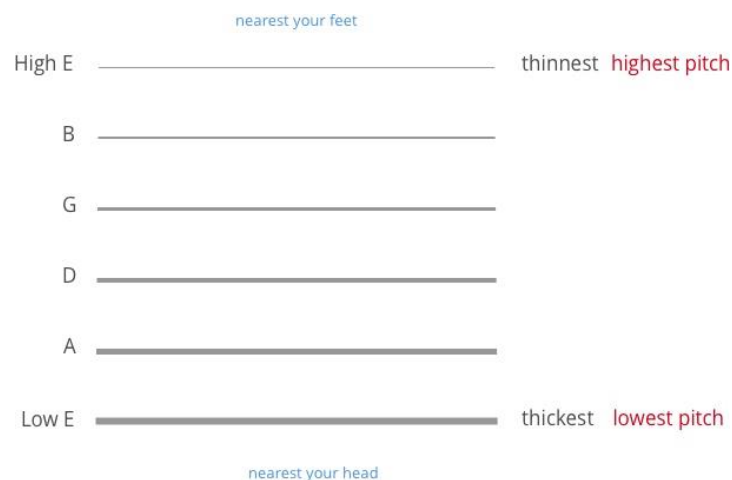 nearest your feet
High E thinnest highest pitch
B
G
D
A
Low E thickest lowest pitch
nearest your head